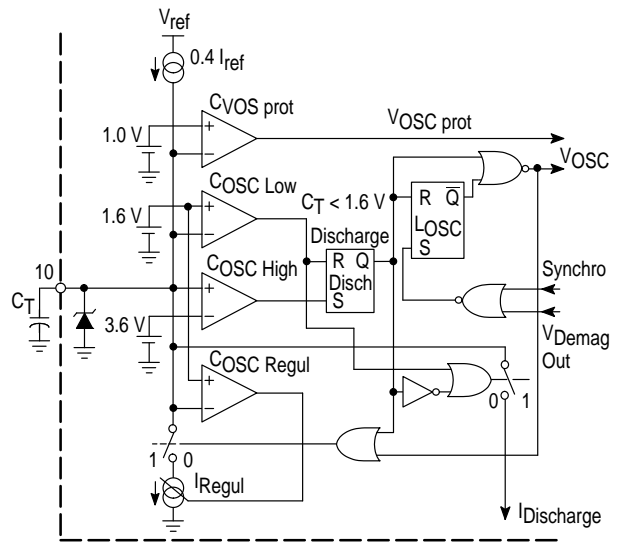 Vref
0.4 Iref
CVOS prot
1.0 V
VOSC prot
VOSC
COSC Low
1.6 V
CT < 1.6 V
R Q
LOSC
S
Discharge
10
COSC High
R Q
Disch
S
Synchro
CT
3.6 V
VDemag
Out
COSC Regul
0 1
1 0
IRegul
IDischarge